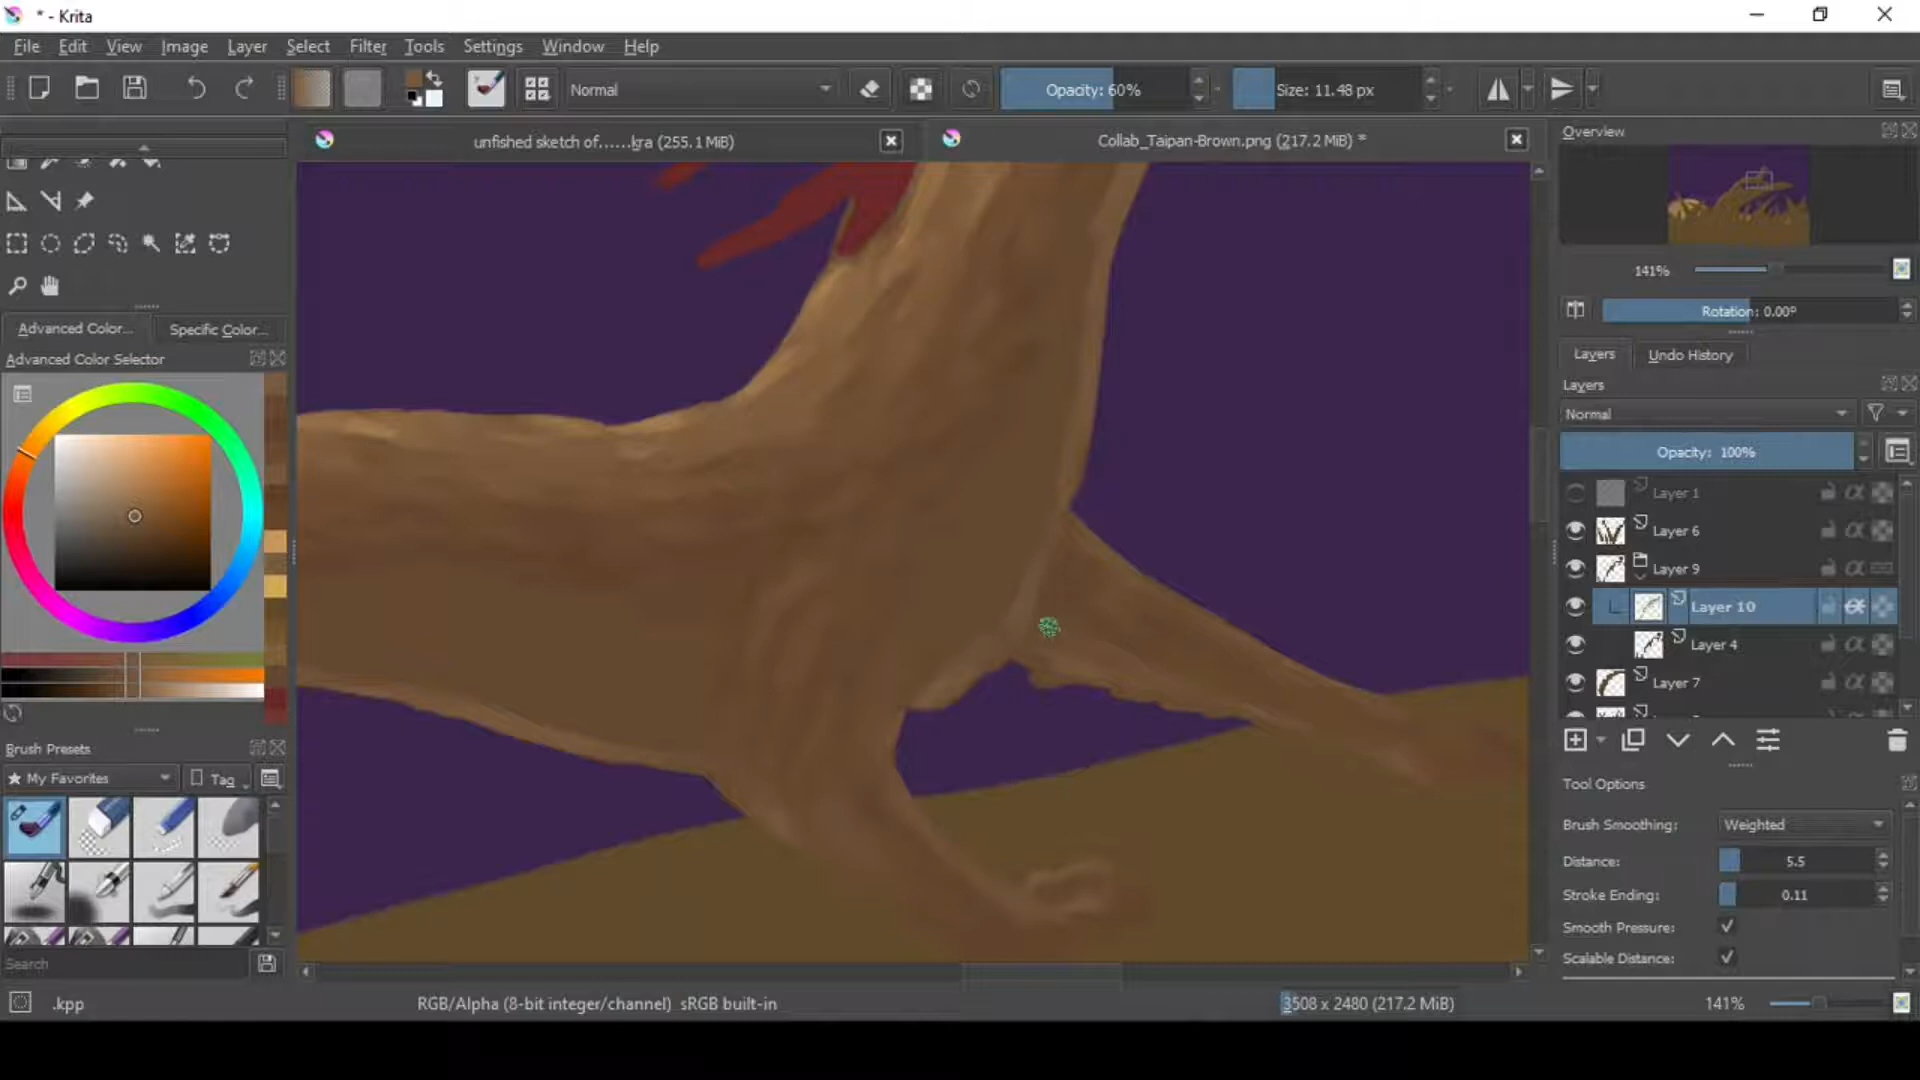 * - Krita
File Edit View Image Layer Select Filter Tools Settings Window Help
Normal
Opacity: 60%
Size: 11.48 px
unfished sketch of......kra (255.1 MiB)
Collab_Taipan-Brown.png (217.2 MiB) *
Overview
141%
Rotation: 0.00°
Advanced Color... Specific Color...
Advanced Color Selector
Layers Undo History
Layers
Normal
Opacity: 100%
Layer 1
Layer 6
Layer 9
Layer 10
Layer 4
Layer 7
Brush Presets
My Favorites
Tag
Search
Tool Options
Brush Smoothing: Weighted
Distance: 5.5
Stroke Ending: 0.11
Smooth Pressure:
Scalable Distance:
.kpp
RGB/Alpha (8-bit integer/channel) sRGB built-in
3508 x 2480 (217.2 MiB)
141%